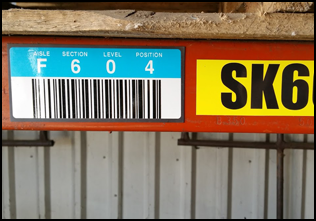 AISLE SECTION LEVEL POSITION
F 6 0 4
SK6